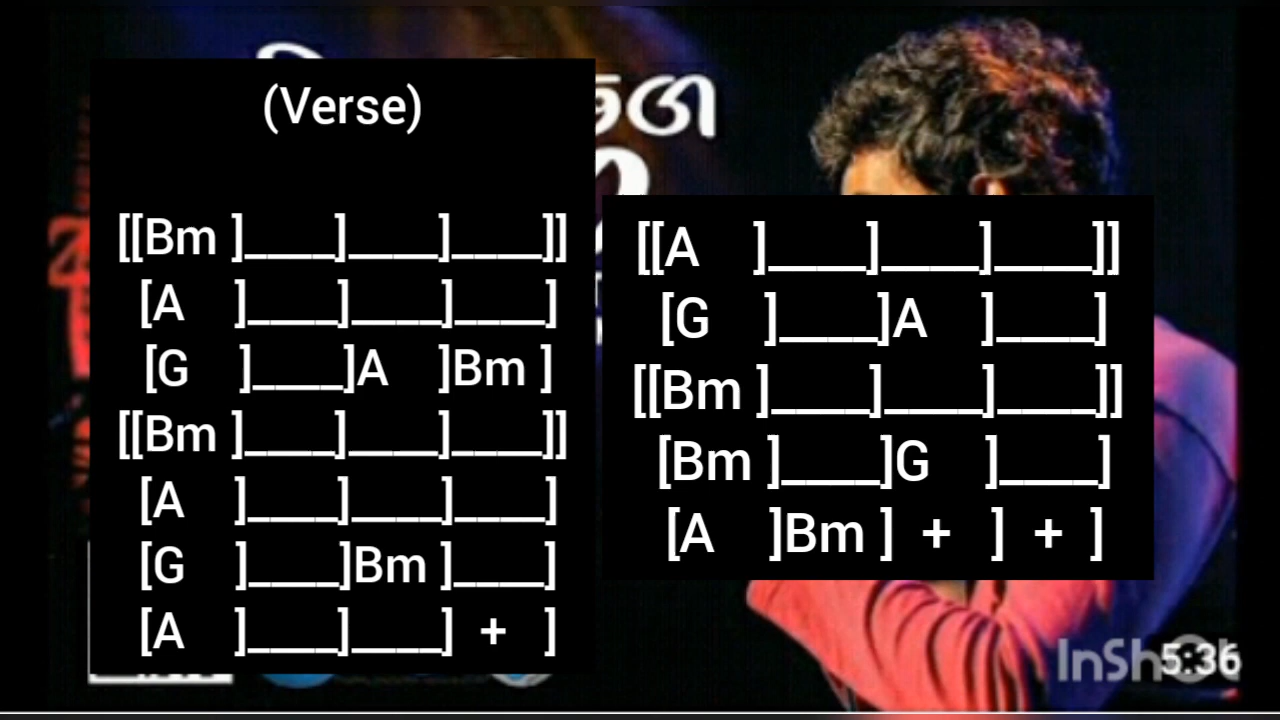 (Verse)
[[Bm ]____]____]____]]
[A ]____]____]____]
[G ]____]A ]Bm ]
[[Bm ]____]____]____]]
[A ]____]____]____]
[G ]____]Bm ]____]
[A ]____]____] + ]
[[A ]____]____]____]]
[G ]____]A ]____]
[[Bm ]____]____]____]]
[Bm ]____]G ]____]
[A ]Bm ] + ] + ]
InShOt
5:36